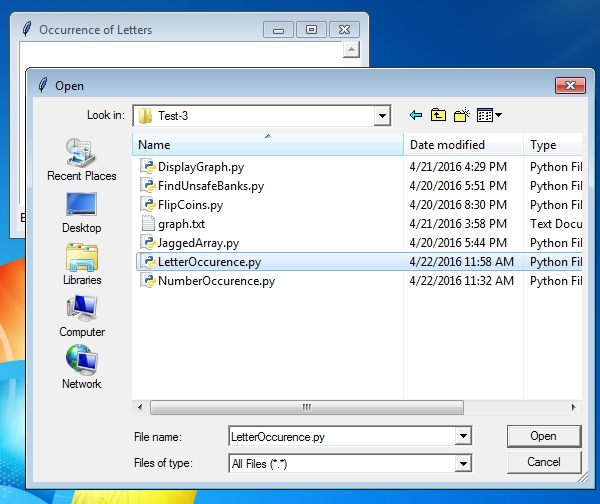 Occurrence of Letters
Open
Look in: Test-3
Name Date modified Type
DisplayGraph.py 4/21/2016 4:29 PM Python Fil
FindUnsafeBanks.py 4/20/2016 5:51 PM Python Fil
FlipCoins.py 4/20/2016 8:30 PM Python Fil
graph.txt 4/21/2016 3:58 PM Text Docu
JaggedArray.py 4/20/2016 5:44 PM Python Fil
LetterOccurence.py 4/22/2016 11:58 AM Python Fil
NumberOccurence.py 4/22/2016 11:32 AM Python Fil
Recent Places
Desktop
Libraries
Computer
Network
File name: LetterOccurence.py Open
Files of type: All Files (*.*) Cancel